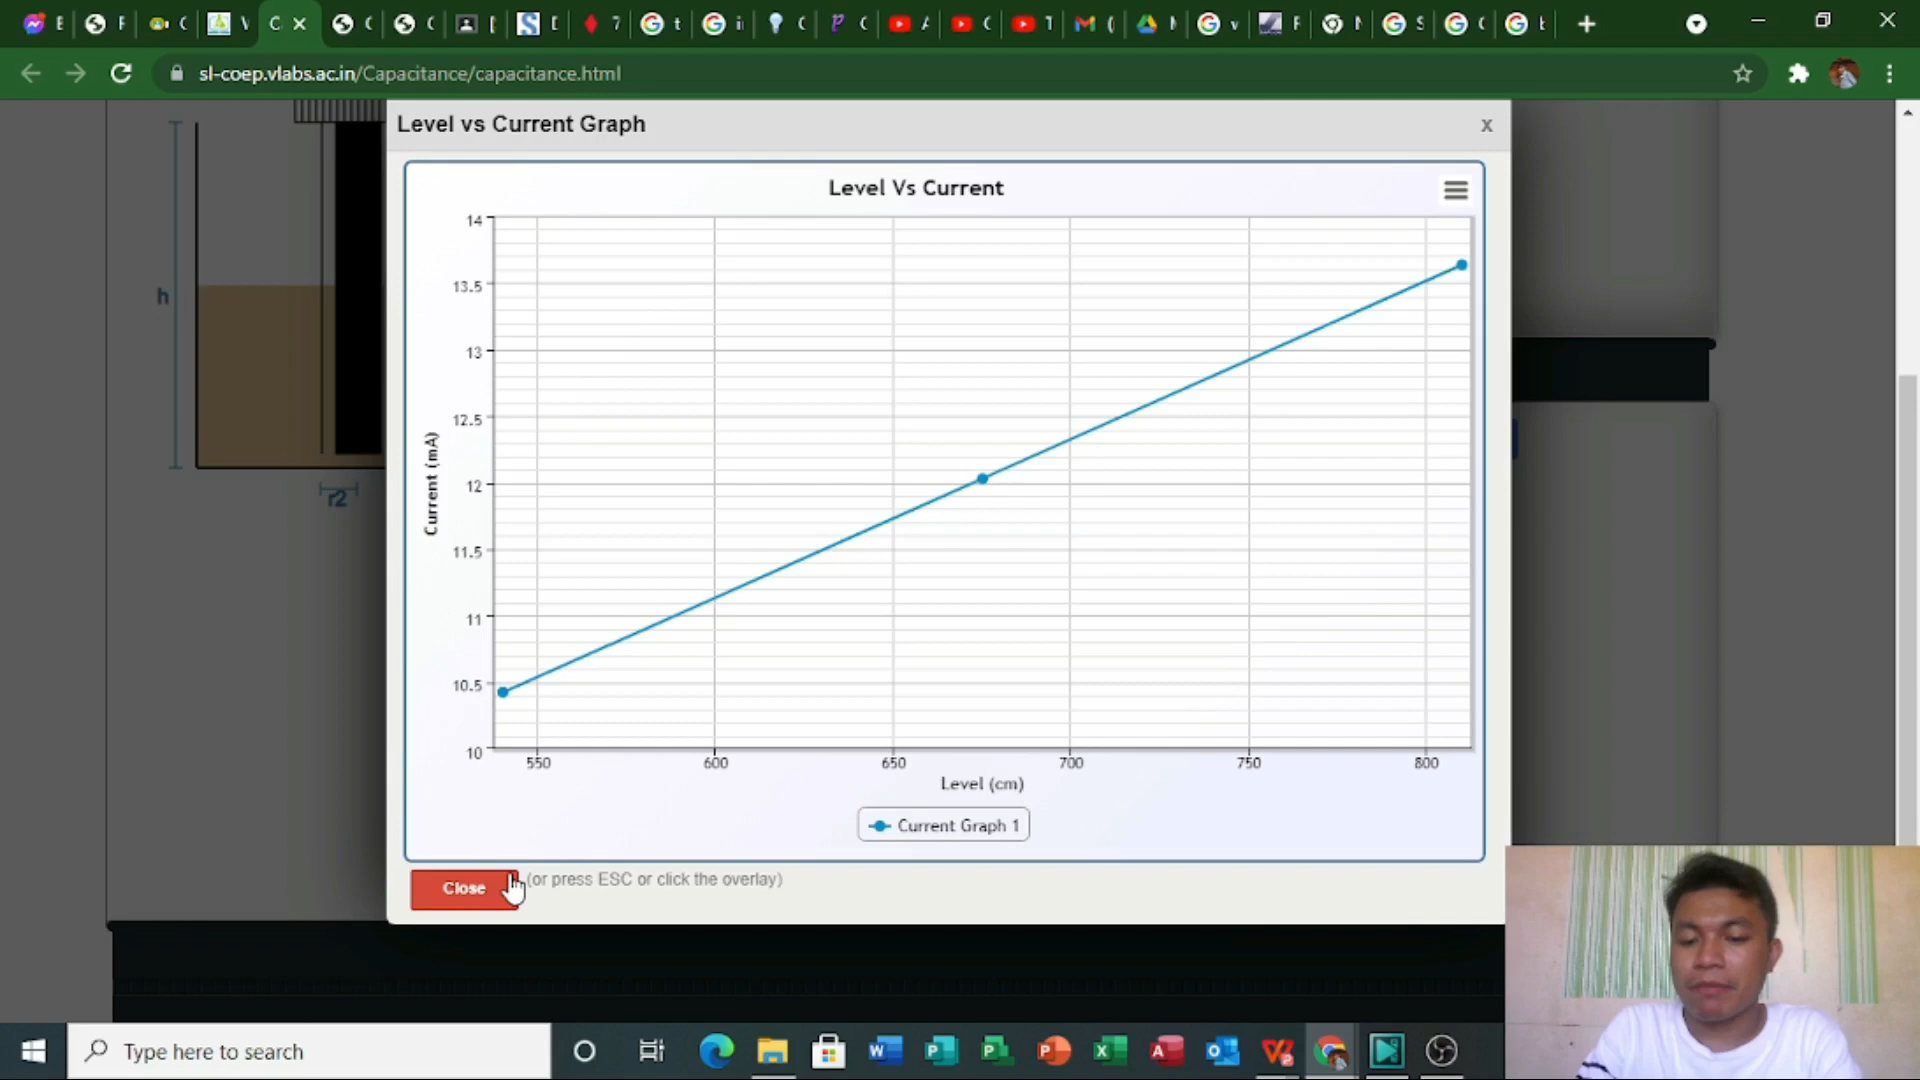 sl-coep.vlabs.ac.in/Capacitance/capacitance.html
Level vs Current Graph
x
Level Vs Current
14
13.5
13
12.5
12
11.5
11
10.5
10
Current (mA)
550 600 650 700 750 800
Level (cm)
Current Graph 1
Close (or press ESC or click the overlay)
h
r2
Type here to search